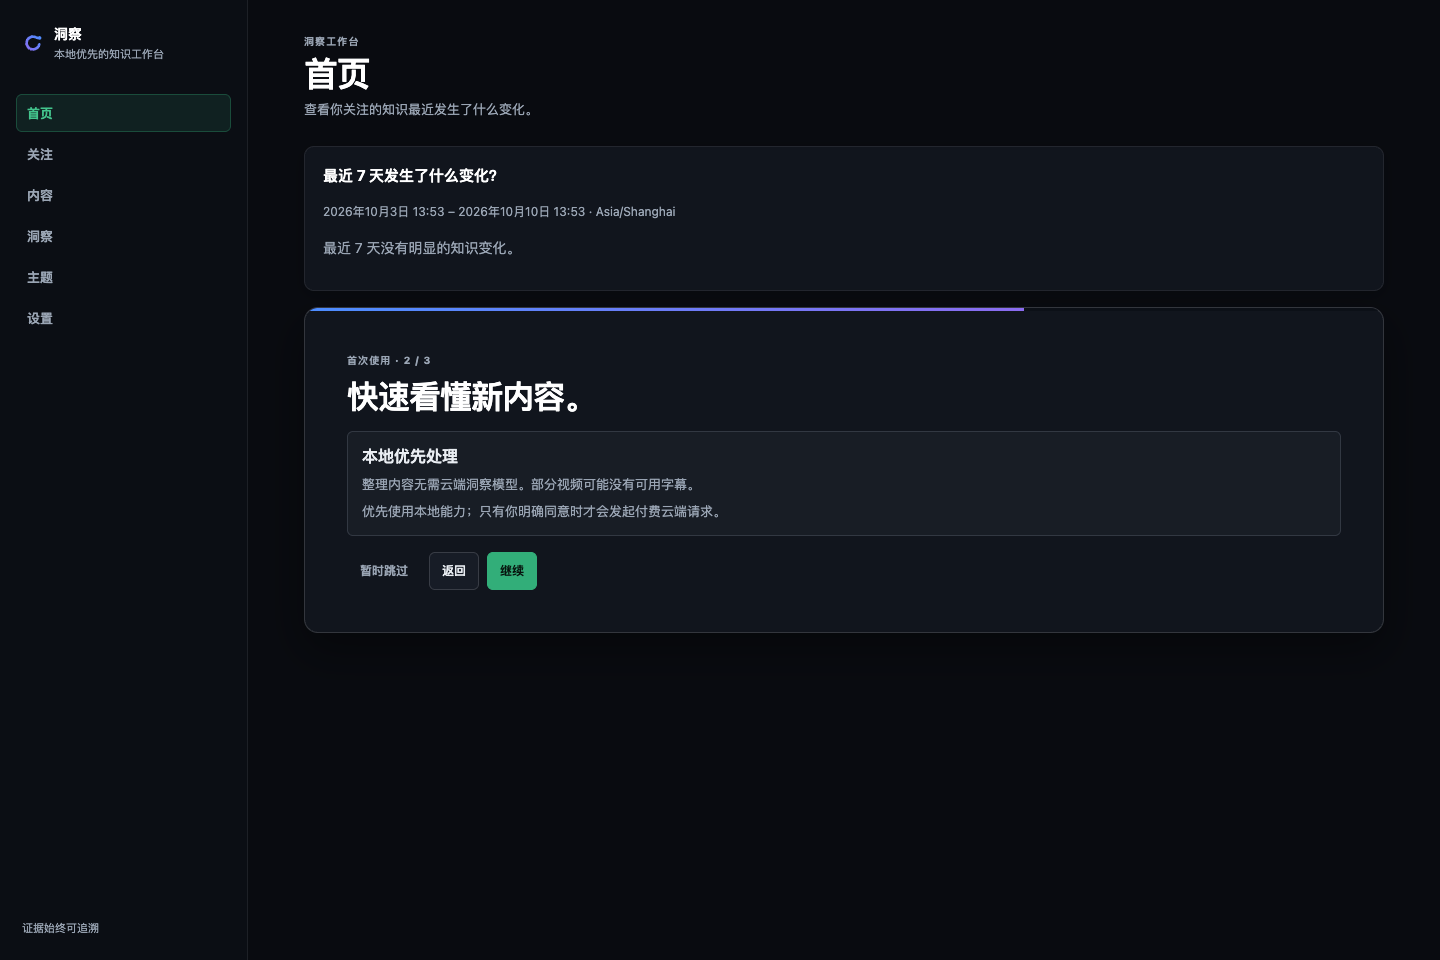 洞察
本地优先的知识工作台
首页
关注
内容
洞察
主题
设置
证据始终可追溯
洞察工作台
首页
查看你关注的知识最近发生了什么变化。
最近 7 天发生了什么变化?
2026年10月3日 13:53 – 2026年10月10日 13:53 · Asia/Shanghai
最近 7 天没有明显的知识变化。
首次使用 · 2 / 3
快速看懂新内容。
本地优先处理
整理内容无需云端洞察模型。部分视频可能没有可用字幕。
优先使用本地能力；只有你明确同意时才会发起付费云端请求。
暂时跳过
返回
继续